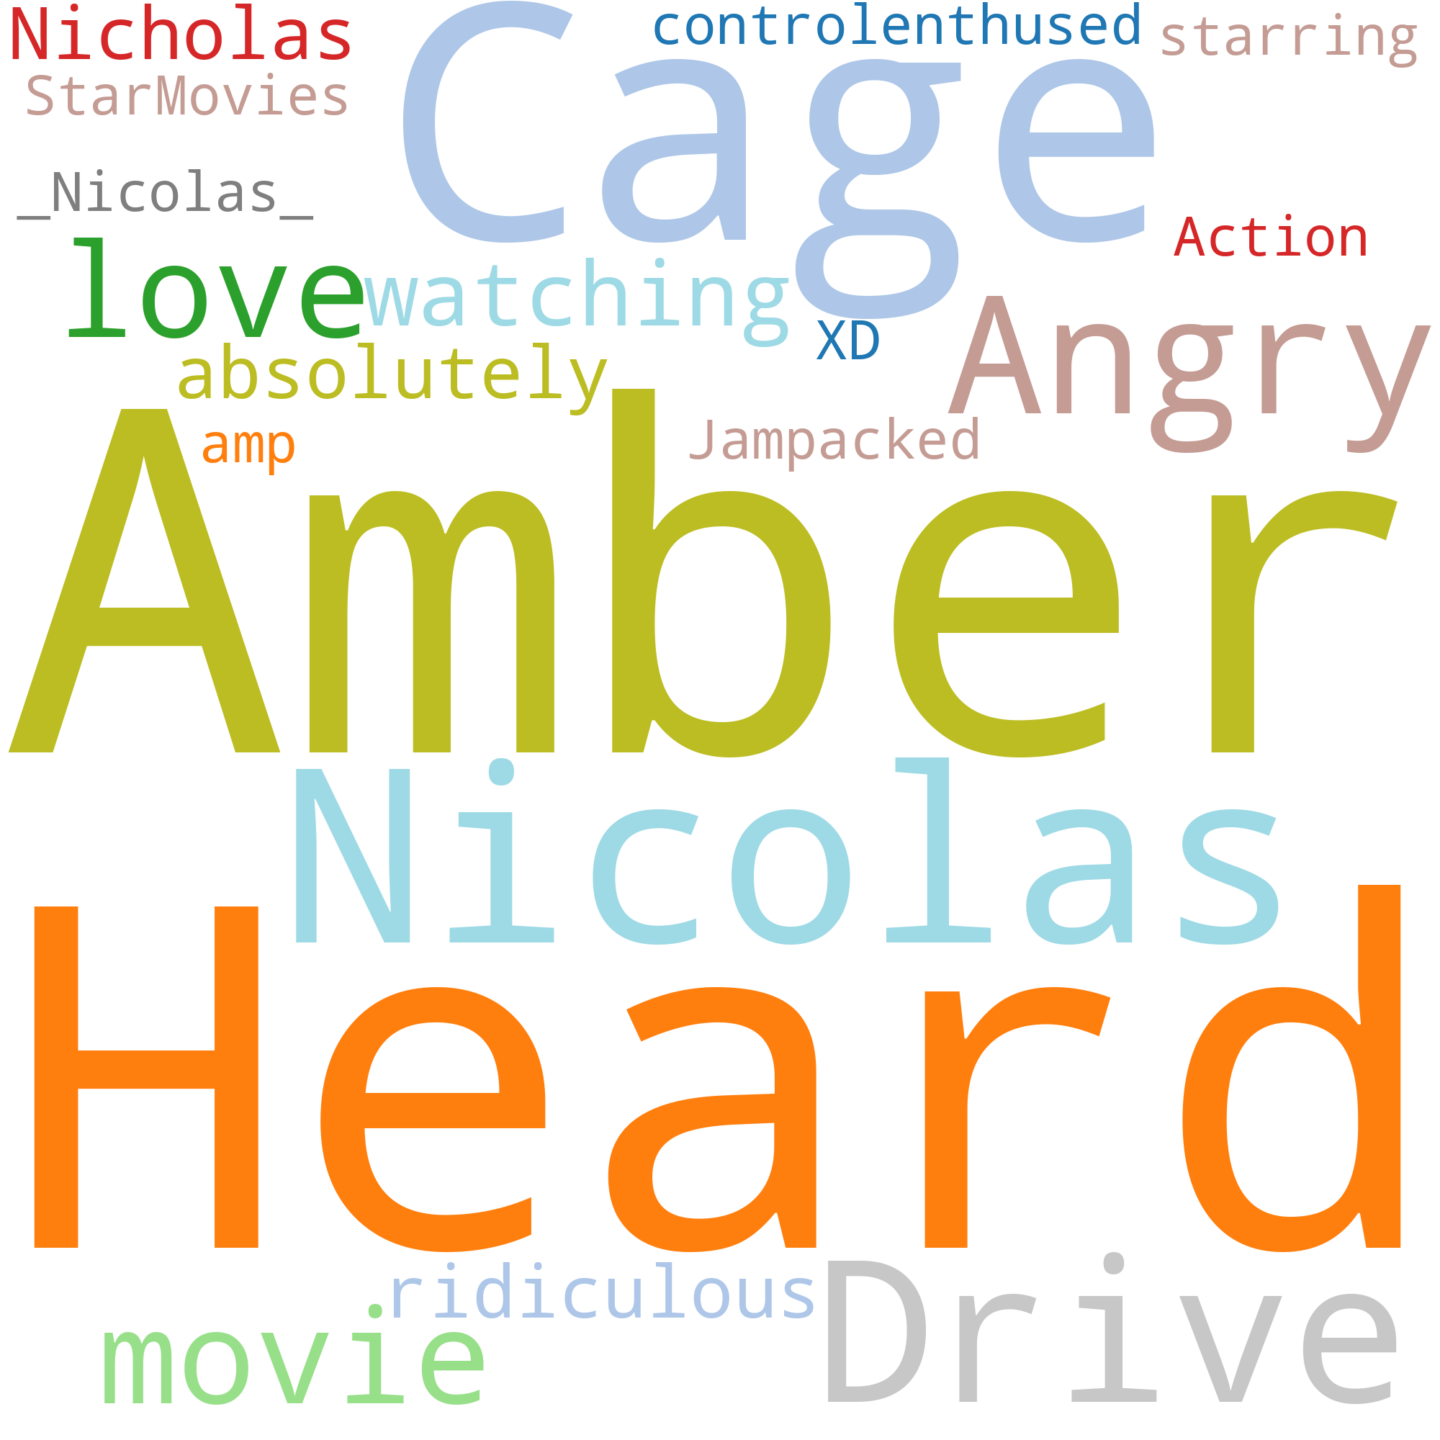 Nicholas
Cage
controlenthused
starring
StarMovies
_Nicolas_
Action
love
watching
XD
Angry
absolutely
amp
Jampacked
Amber
Nicolas
Heard
ridiculous
Drive
movie